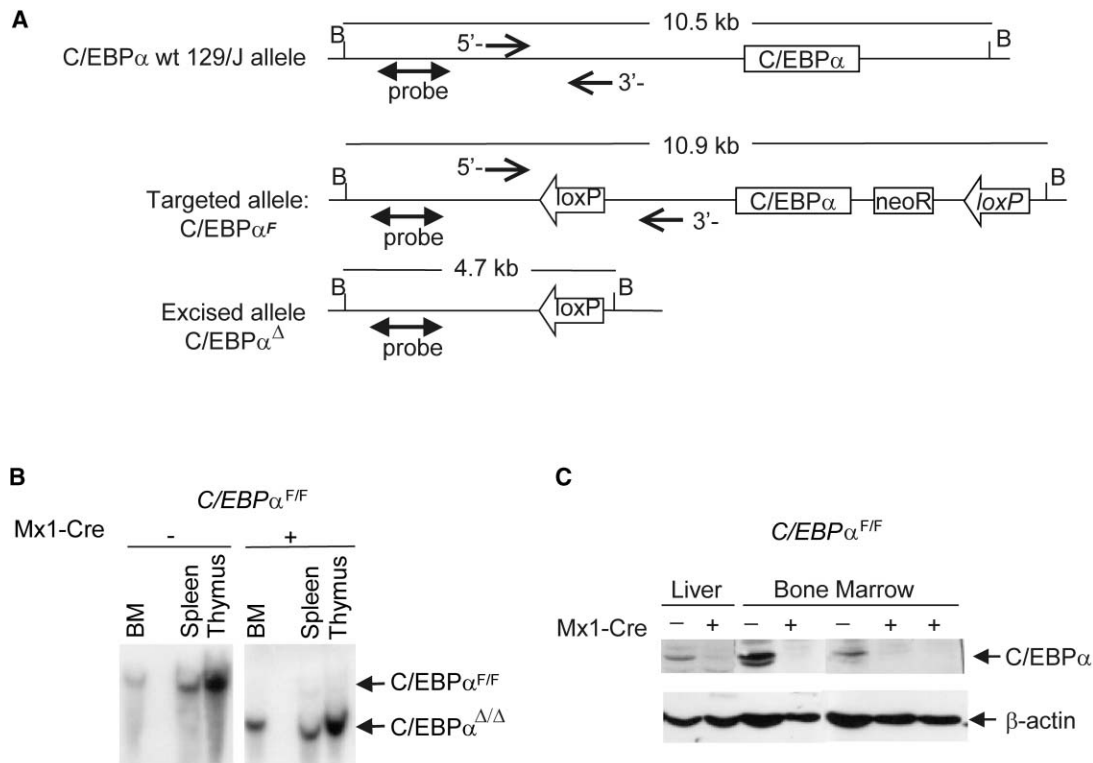 A
10.5 kb
B
B
C/EBPα wt 129/J allele
5'-
C/EBPα
probe
3'-
10.9 kb
B
5'-
B
Targeted allele:
C/EBPαF
loxP
C/EBPα
neoR
loxP
probe
3'-
4.7 kb
B
B
Excised allele
C/EBPαΔ
loxP
probe
B
C/EBPαF/F
Mx1-Cre
-
+
BM
Spleen
Thymus
BM
Spleen
Thymus
C/EBPαF/F
C/EBPαΔ/Δ
C
C/EBPαF/F
Liver
Bone Marrow
Mx1-Cre
– + – + – + +
C/EBPα
β-actin